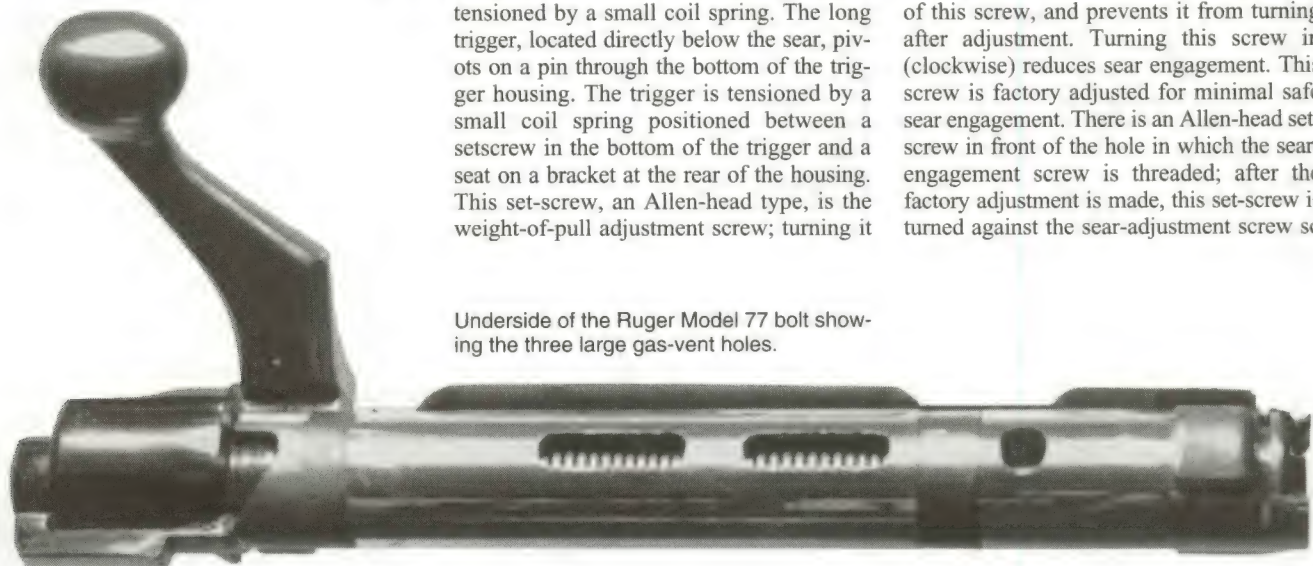 tensioned by a small coil spring. The long
trigger, located directly below the sear, piv-
ots on a pin through the bottom of the trig-
ger housing. The trigger is tensioned by a
small coil spring positioned between a
setscrew in the bottom of the trigger and a
seat on a bracket at the rear of the housing.
This set-screw, an Allen-head type, is the
weight-of-pull adjustment screw; turning it
of this screw, and prevents it from turning
after adjustment. Turning this screw in
(clockwise) reduces sear engagement. This
screw is factory adjusted for minimal safe
sear engagement. There is an Allen-head set
screw in front of the hole in which the sear
engagement screw is threaded; after the
factory adjustment is made, this set-screw is
turned against the sear-adjustment screw so
Underside of the Ruger Model 77 bolt show-
ing the three large gas-vent holes.